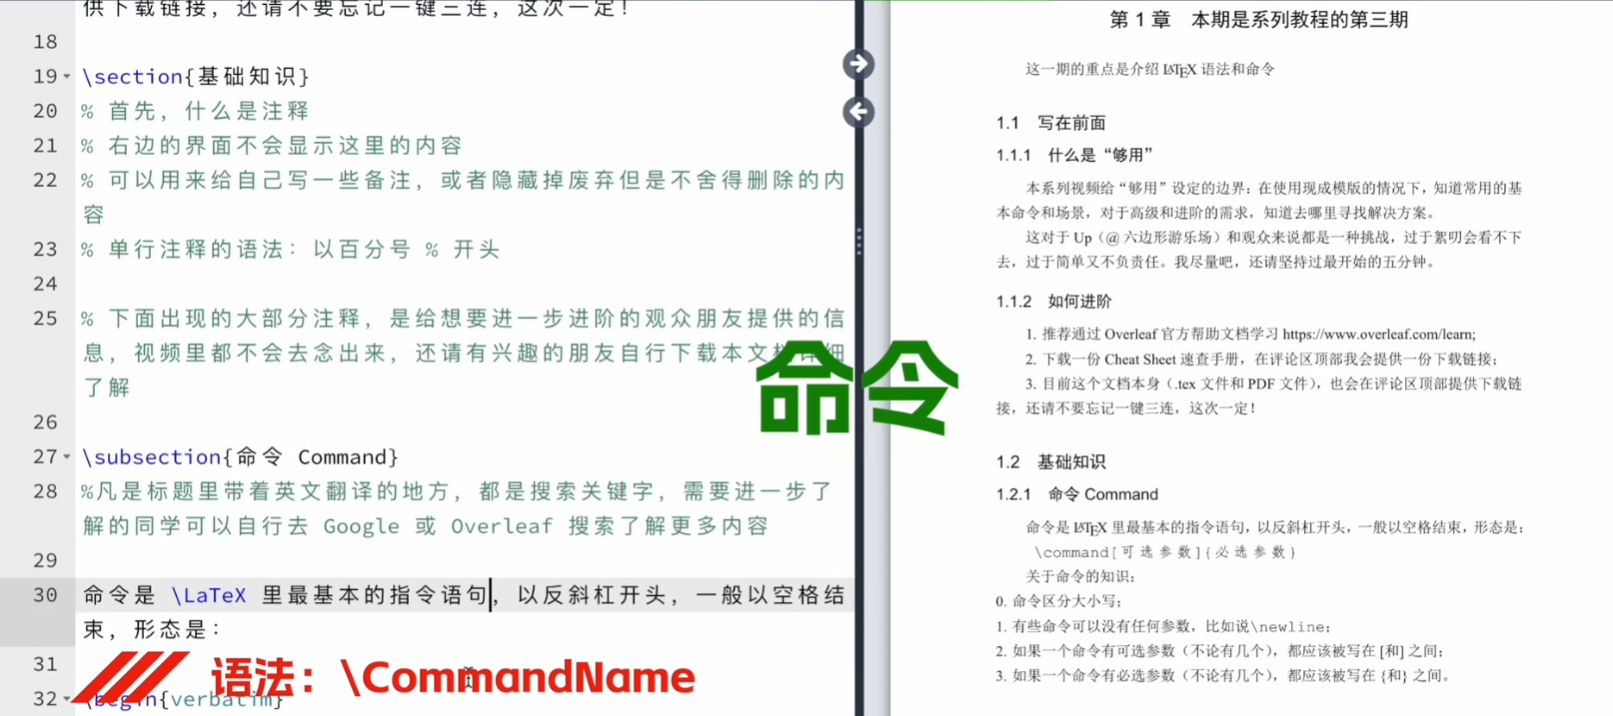 供下载链接，还请不要忘记一键三连，这次一定！
18
19 \section{基础知识}
20 % 首先，什么是注释
21 % 右边的界面不会显示这里的内容
22 % 可以用来给自己写一些备注，或者隐藏掉废弃但是不舍得删除的内
容
23 % 单行注释的语法：以百分号 % 开头
24
25 % 下面出现的大部分注释，是给想要进一步进阶的观众朋友提供的信
息，视频里都不会去念出来，还请有兴趣的朋友自行下载本文档详细
了解
26
27 \subsection{命令 Command}
28 %凡是标题里带着英文翻译的地方，都是搜索关键字，需要进一步了
解的同学可以自行去 Google 或 Overleaf 搜索了解更多内容
29
30 命令是 \LaTeX 里最基本的指令语句，以反斜杠开头，一般以空格结
束，形态是：
31
32 \begin{verbatim}
语法：\CommandName
命令
第 1 章 本期是系列教程的第三期
这一期的重点是介绍 LATEX 语法和命令
1.1 写在前面
1.1.1 什么是“够用”
本系列视频给“够用”设定的边界：在使用现成模版的情况下，知道常用的基
本命令和场景，对于高级和进阶的需求，知道去哪里寻找解决方案。
这对于 Up（@ 六边形游乐场）和观众来说都是一种挑战，过于絮叨会看不下
去，过于简单又不负责任。我尽量吧，还请坚持过最开始的五分钟。
1.1.2 如何进阶
1. 推荐通过 Overleaf 官方帮助文档学习 https://www.overleaf.com/learn;
2. 下载一份 Cheat Sheet 速查手册，在评论区顶部我会提供一份下载链接；
3. 目前这个文档本身（.tex 文件和 PDF 文件），也会在评论区顶部提供下载链
接，还请不要忘记一键三连，这次一定！
1.2 基础知识
1.2.1 命令 Command
命令是 LATEX 里最基本的指令语句，以反斜杠开头，一般以空格结束，形态是：
\command[可选参数]{必选参数}
关于命令的知识：
0. 命令区分大小写；
1. 有些命令可以没有任何参数，比如说\newline；
2. 如果一个命令有可选参数（不论有几个），都应该被写在 [和] 之间；
3. 如果一个命令有必选参数（不论有几个），都应该被写在 {和} 之间。